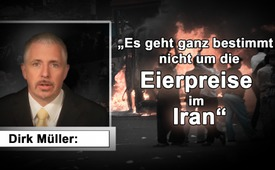 „Es geht ganz bestimmt
nicht um die
Eierpreise
im
Iran“
Dirk Müller: